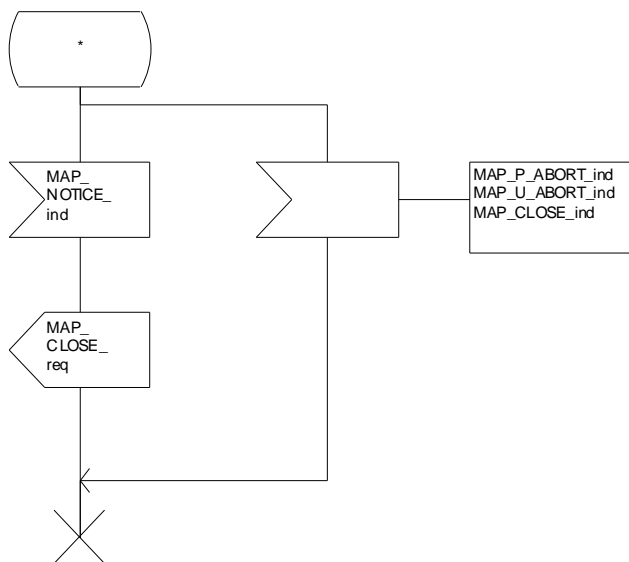 *
MAP_
NOTICE_
ind
MAP_P_ABORT_ind
MAP_U_ABORT_ind
MAP_CLOSE_ind
MAP_
CLOSE_
req